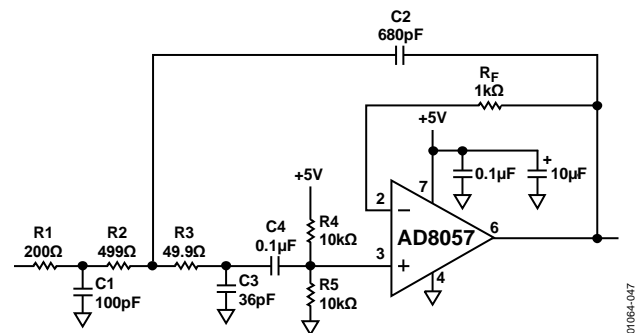 C2
680pF
RF
1kΩ
+5V
0.1µF
+
10µF
+5V
7
2
−
AD8057
6
R1
200Ω
R2
499Ω
R3
49.9Ω
C4
0.1µF
R4
10kΩ
3
+
4
C1
100pF
C3
36pF
R5
10kΩ
01064-047